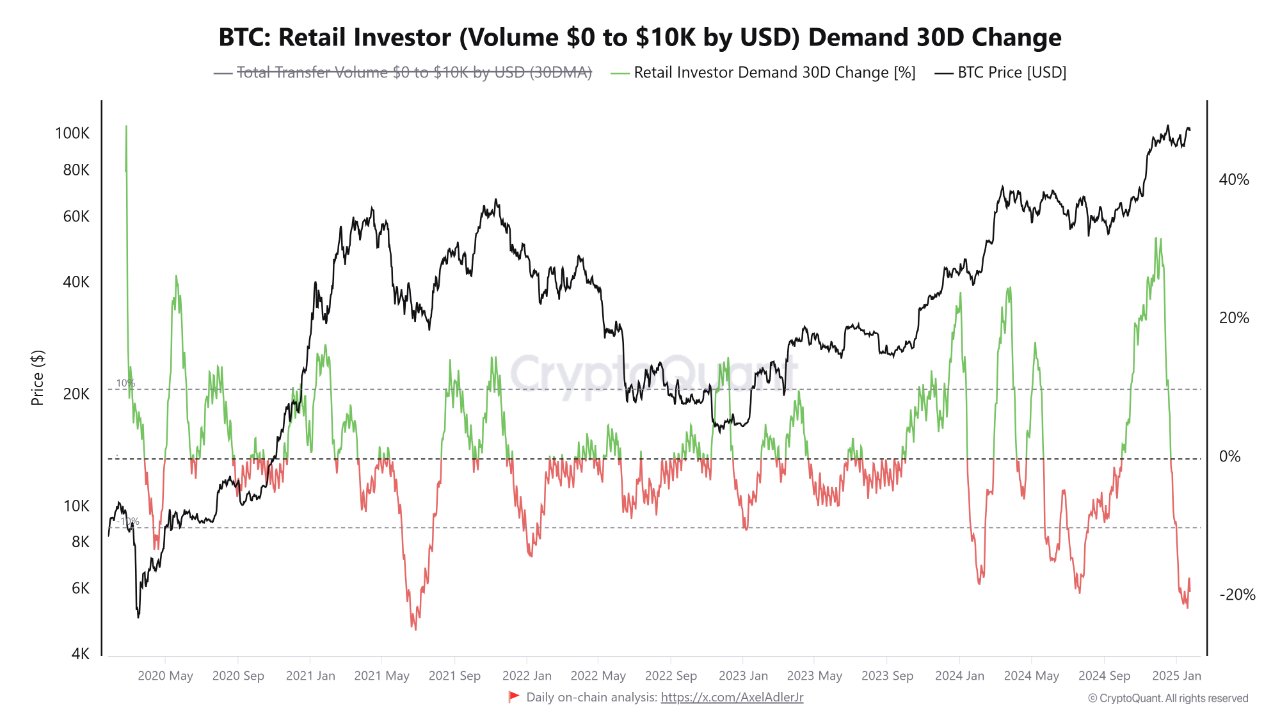 BTC: Retail Investor (Volume $0 to $10K by USD) Demand 30D Change
Total Transfer Volume $0 to $10K by USD (30DMA) Retail Investor Demand 30D Change [%] BTC Price [USD]
100K
80K
60K
40K
20K
10K
8K
6K
4K
Price ($)
10%
-10%
CryptoQuant
40%
20%
0%
-20%
2020 May 2020 Sep 2021 Jan 2021 May 2021 Sep 2022 Jan 2022 May 2022 Sep 2023 Jan 2023 May 2023 Sep 2024 Jan 2024 May 2024 Sep 2025 Jan
Daily on-chain analysis: https://x.com/AxelAdlerJr
© CryptoQuant. All rights reserved